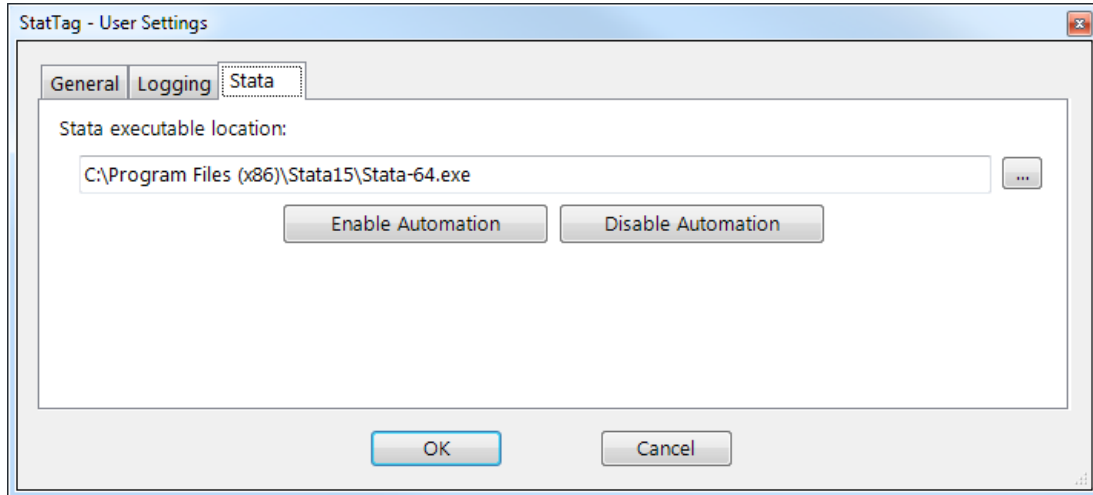 StatTag - User Settings
General Logging Stata
Stata executable location:
C:\Program Files (x86)\Stata15\Stata-64.exe ...
Enable Automation Disable Automation
OK Cancel